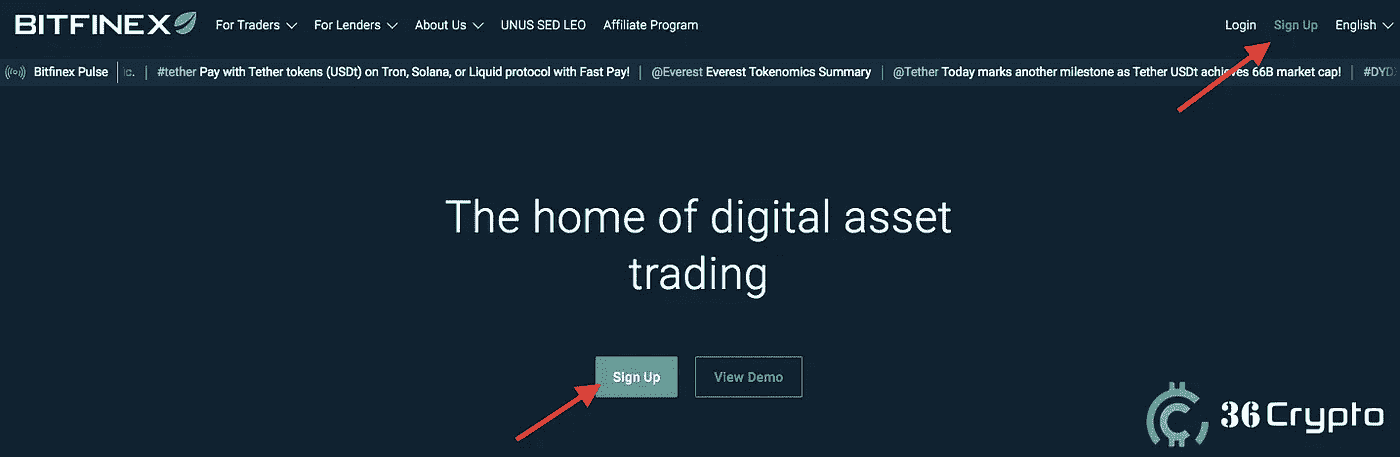 BITFINEX For Traders For Lenders About Us UNUS SED LEO Affiliate Program Login Sign Up English
Bitfinex Pulse | ic. | #tether Pay with Tether tokens (USDt) on Tron, Solana, or Liquid protocol with Fast Pay! | @Everest Everest Tokenomics Summary | @Tether Today marks another milestone as Tether USDt achieves 66B market cap! | #DYD
The home of digital asset
trading
Sign Up View Demo
36Crypto